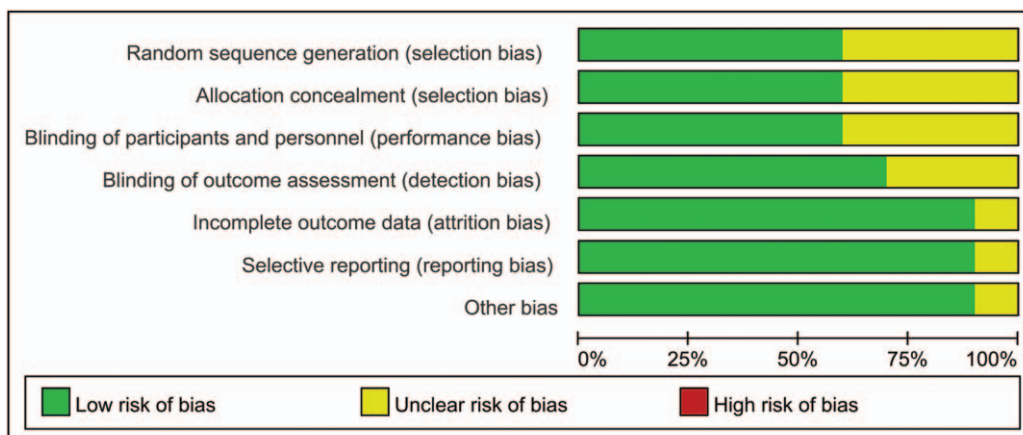 Random sequence generation (selection bias)
Allocation concealment (selection bias)
Blinding of participants and personnel (performance bias)
Blinding of outcome assessment (detection bias)
Incomplete outcome data (attrition bias)
Selective reporting (reporting bias)
Other bias
0% 25% 50% 75% 100%
Low risk of bias Unclear risk of bias High risk of bias